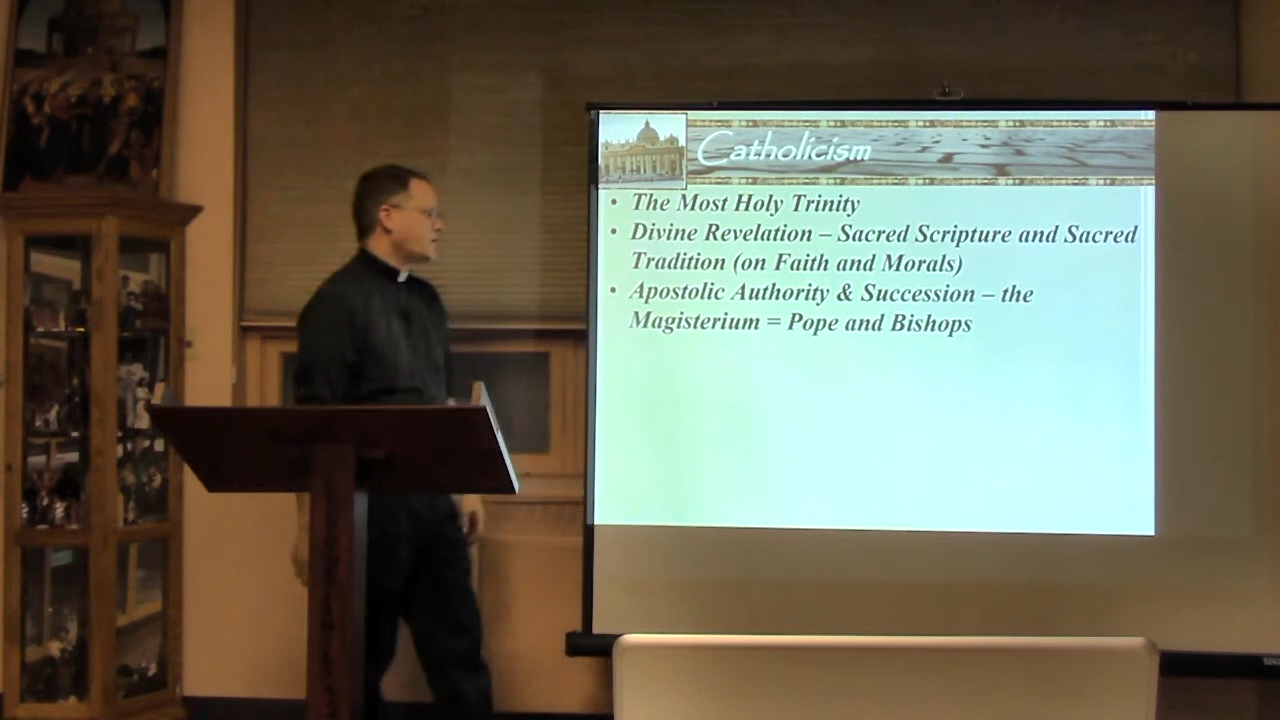 Catholicism
• The Most Holy Trinity
• Divine Revelation – Sacred Scripture and Sacred
Tradition (on Faith and Morals)
• Apostolic Authority & Succession – the
Magisterium = Pope and Bishops